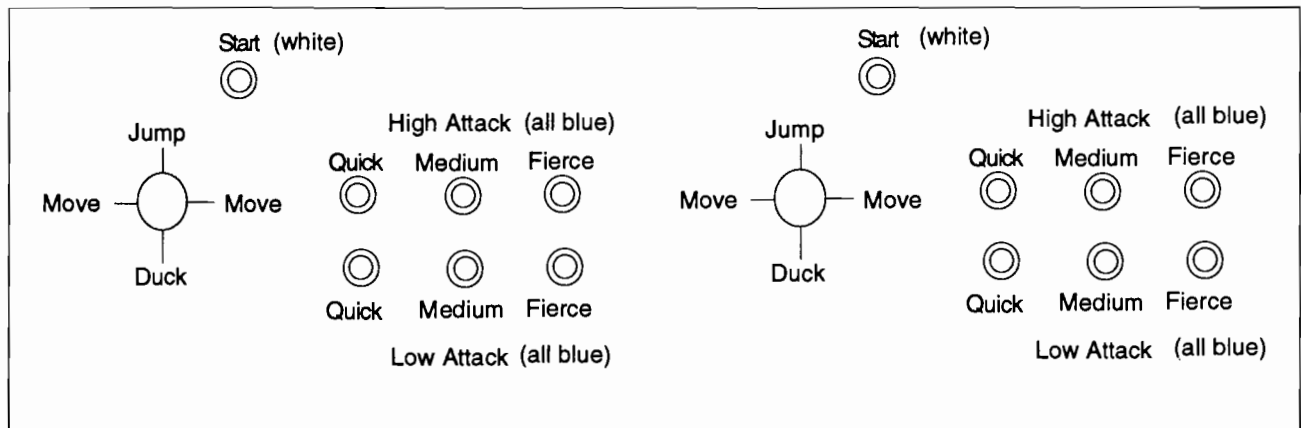 Start (white)
Start (white)
High Attack (all blue)
High Attack (all blue)
Jump
Jump
Quick Medium Fierce
Quick Medium Fierce
Move Move
Move Move
Duck
Duck
Quick Medium Fierce
Quick Medium Fierce
Low Attack (all blue)
Low Attack (all blue)